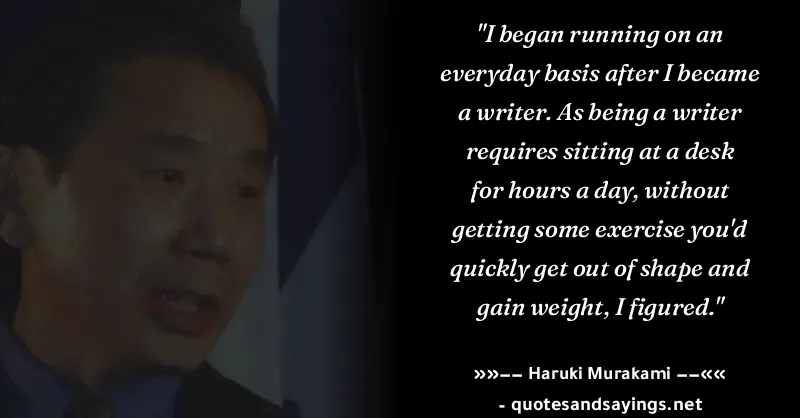 "I began running on an
everyday basis after I became
a writer. As being a writer
requires sitting at a desk
for hours a day, without
getting some exercise you'd
quickly get out of shape and
gain weight, I figured."
»»–– Haruki Murakami ––««
- quotesandsayings.net